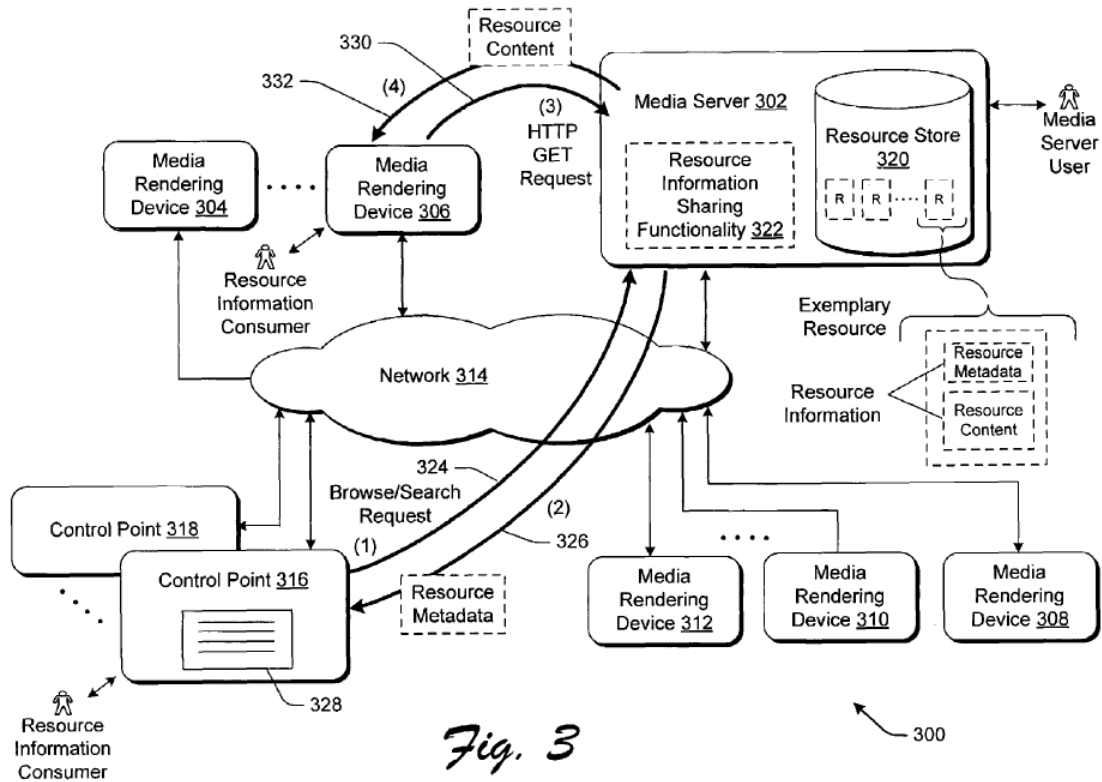 Resource
Content
330
332
(4)
(3)
HTTP
GET
Request
Media Server 302
Resource
Information
Sharing
Functionality 322
Resource Store
320
R
R
....
R
Media
Server
User
Media
Rendering
Device 304
....
Media
Rendering
Device 306
Resource
Information
Consumer
Exemplary
Resource
Resource
Information
Resource
Metadata
Resource
Content
Network 314
324
Browse/Search
Request
(1)
(2)
326
Control Point 318
Control Point 316
....
328
Resource
Metadata
Resource
Information
Consumer
....
Media
Rendering
Device 312
Media
Rendering
Device 310
Media
Rendering
Device 308
300
Fig. 3